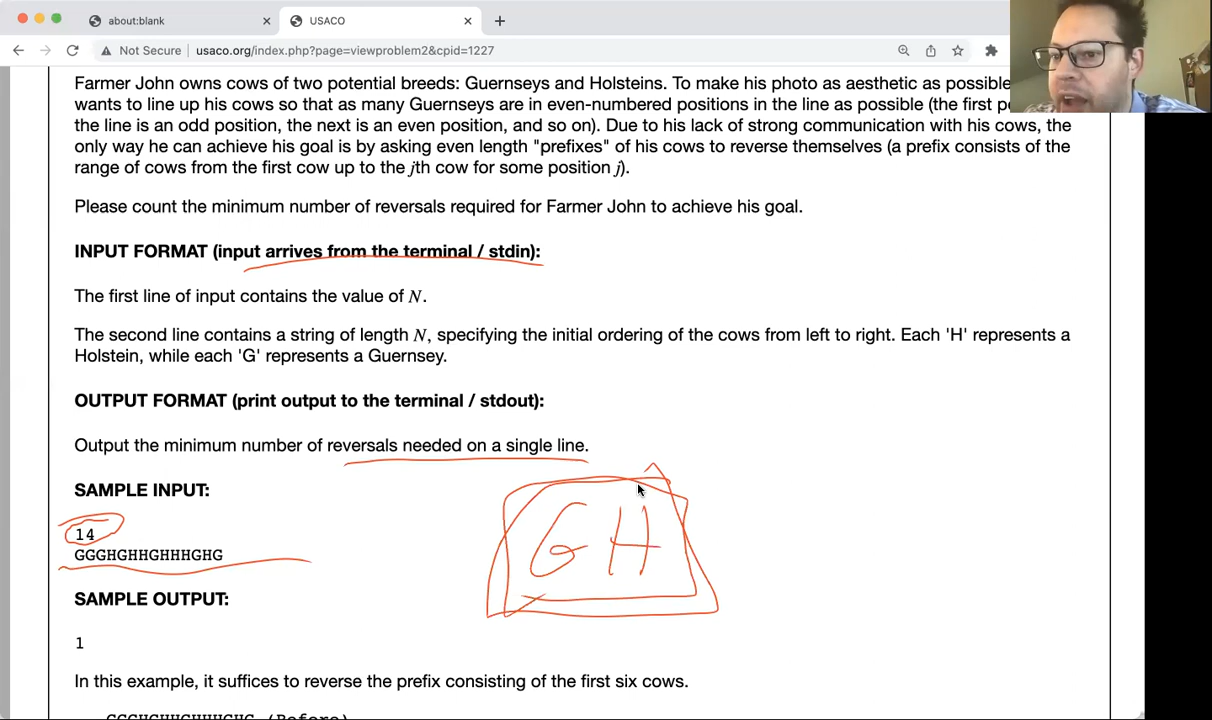 about:blank
USACO
Not Secure
usaco.org/index.php?page=viewproblem2&cpid=1227
Farmer John owns cows of two potential breeds: Guernseys and Holsteins. To make his photo as aesthetic as possible
wants to line up his cows so that as many Guernseys are in even-numbered positions in the line as possible (the first
the line is an odd position, the next is an even position, and so on). Due to his lack of strong communication with his cows, the
only way he can achieve his goal is by asking even length "prefixes" of his cows to reverse themselves (a prefix consists of the
range of cows from the first cow up to the jth cow for some position j).
Please count the minimum number of reversals required for Farmer John to achieve his goal.
INPUT FORMAT (input arrives from the terminal / stdin):
The first line of input contains the value of N.
The second line contains a string of length N, specifying the initial ordering of the cows from left to right. Each 'H' represents a
Holstein, while each 'G' represents a Guernsey.
OUTPUT FORMAT (print output to the terminal / stdout):
Output the minimum number of reversals needed on a single line.
SAMPLE INPUT:
14
GGGHGHHGHHHGHG
G H
SAMPLE OUTPUT:
1
In this example, it suffices to reverse the prefix consisting of the first six cows.
GGGHGHHGHHHGHG (Before)